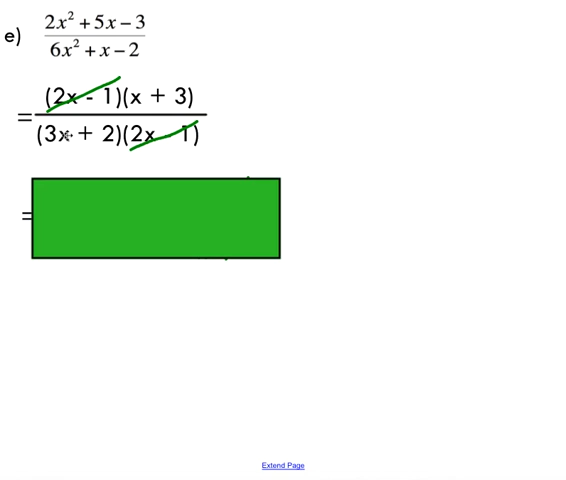 e) 2x² + 5x – 3
6x² + x – 2
= (2x - 1)(x + 3)
(3x + 2)(2x - 1)
=
Extend Page